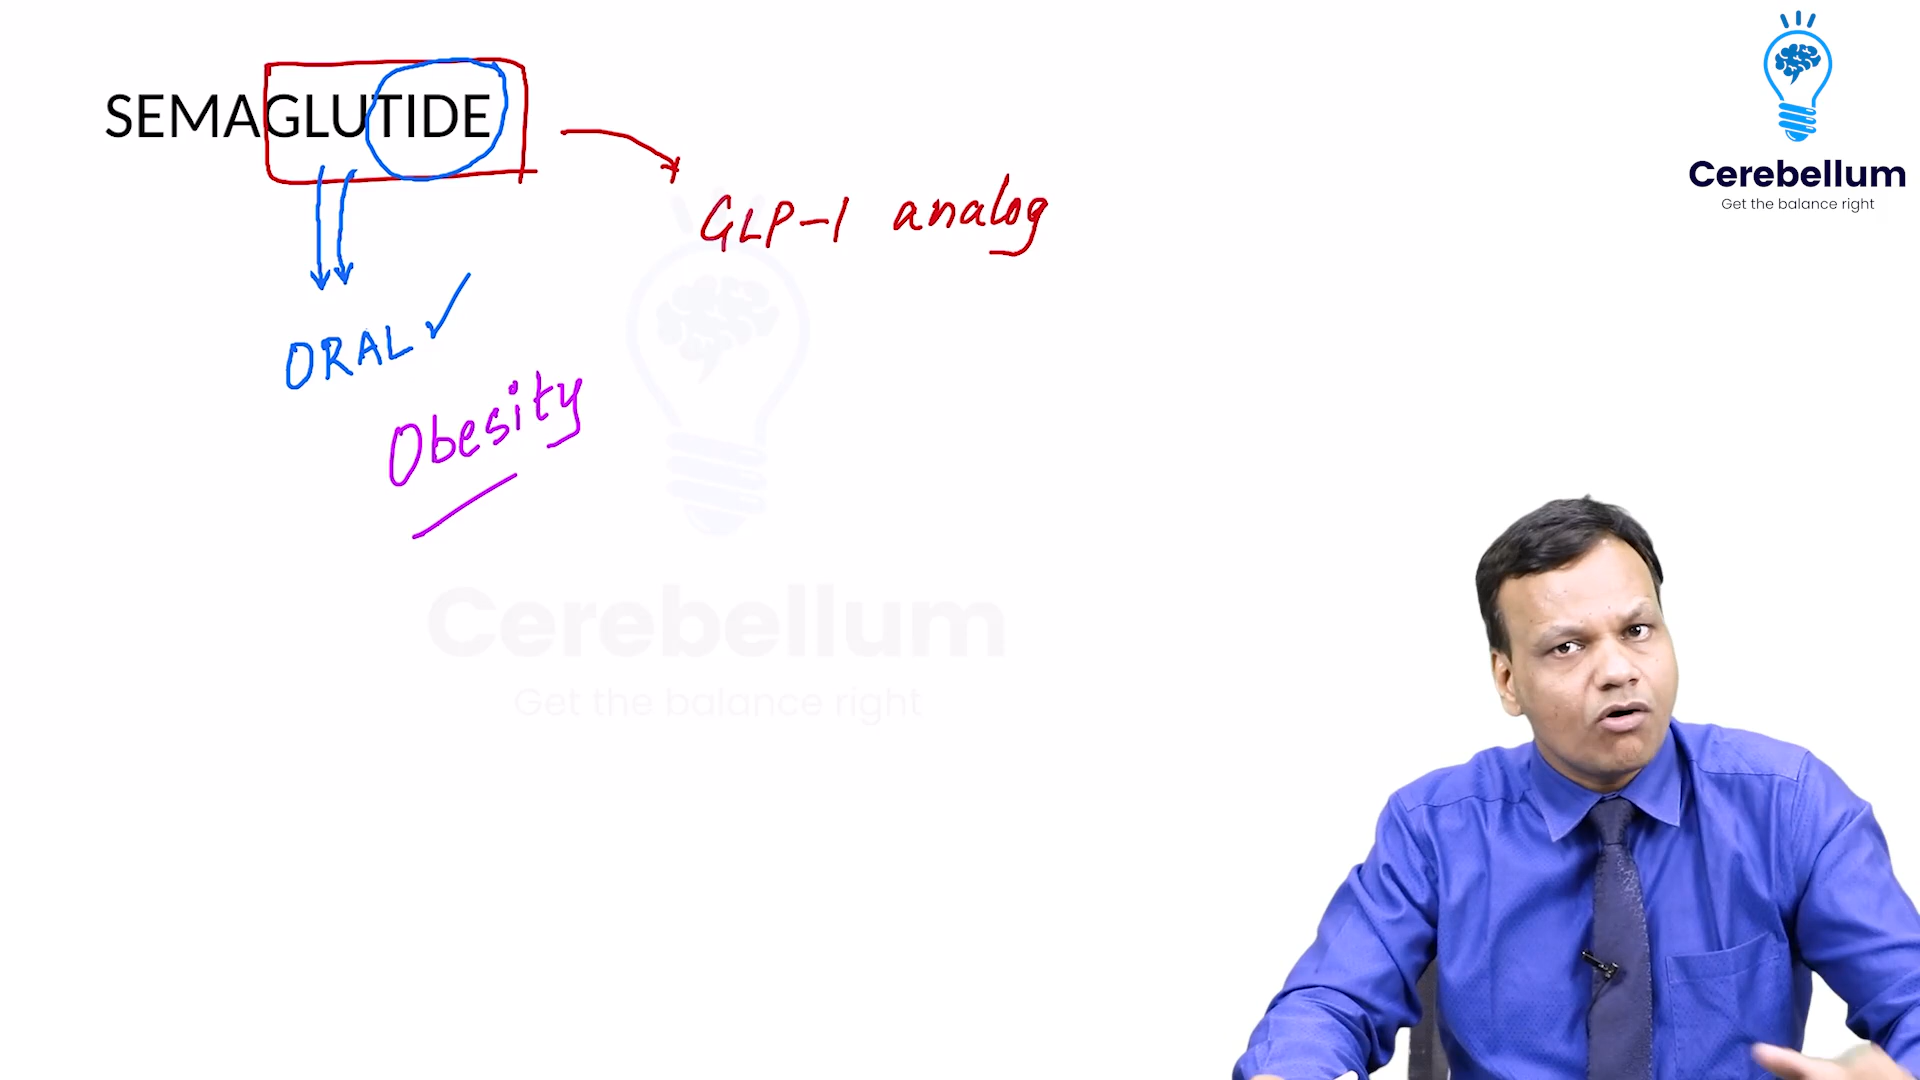 SEMAGLUTIDE
GLP-1 analog
ORAL ✓
Obesity
Cerebellum
Get the balance right
Cerebellum
Get the balance right